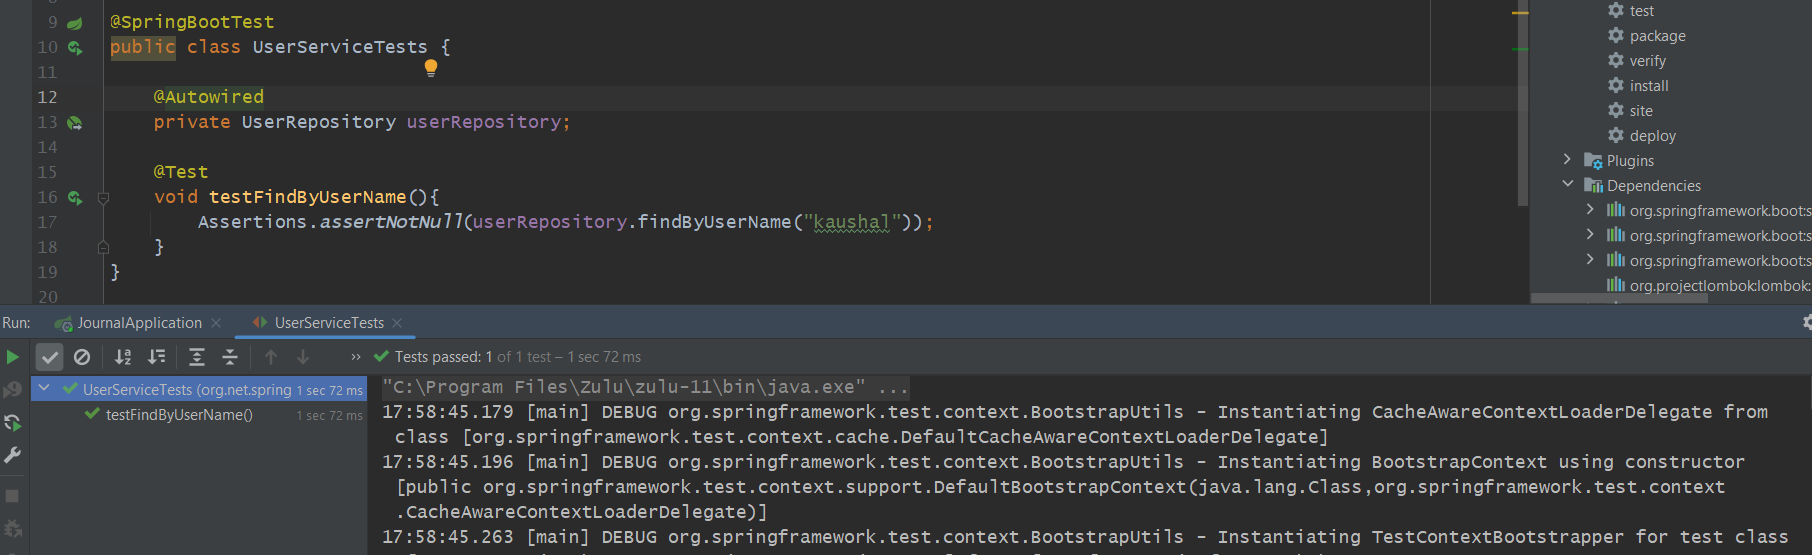 9 @SpringBootTest
10 public class UserServiceTests {
11
12 @Autowired
13 private UserRepository userRepository;
14
15 @Test
16 void testFindByUserName(){
17 Assertions.assertNotNull(userRepository.findByUserName("kaushal"));
18 }
19 }
20
test
package
verify
install
site
deploy
Plugins
Dependencies
org.springframework.boot:s
org.springframework.boot:s
org.springframework.boot:s
org.projectlombok:lombok:
Run: JournalApplication UserServiceTests
Tests passed: 1 of 1 test – 1 sec 72 ms
UserServiceTests (org.net.spring 1 sec 72 ms
testFindByUserName() 1 sec 72 ms
"C:\Program Files\Zulu\zulu-11\bin\java.exe" ...
17:58:45.179 [main] DEBUG org.springframework.test.context.BootstrapUtils - Instantiating CacheAwareContextLoaderDelegate from
class [org.springframework.test.context.cache.DefaultCacheAwareContextLoaderDelegate]
17:58:45.196 [main] DEBUG org.springframework.test.context.BootstrapUtils - Instantiating BootstrapContext using constructor
[public org.springframework.test.context.support.DefaultBootstrapContext(java.lang.Class,org.springframework.test.context
.CacheAwareContextLoaderDelegate)]
17:58:45.263 [main] DEBUG org.springframework.test.context.BootstrapUtils - Instantiating TestContextBootstrapper for test class